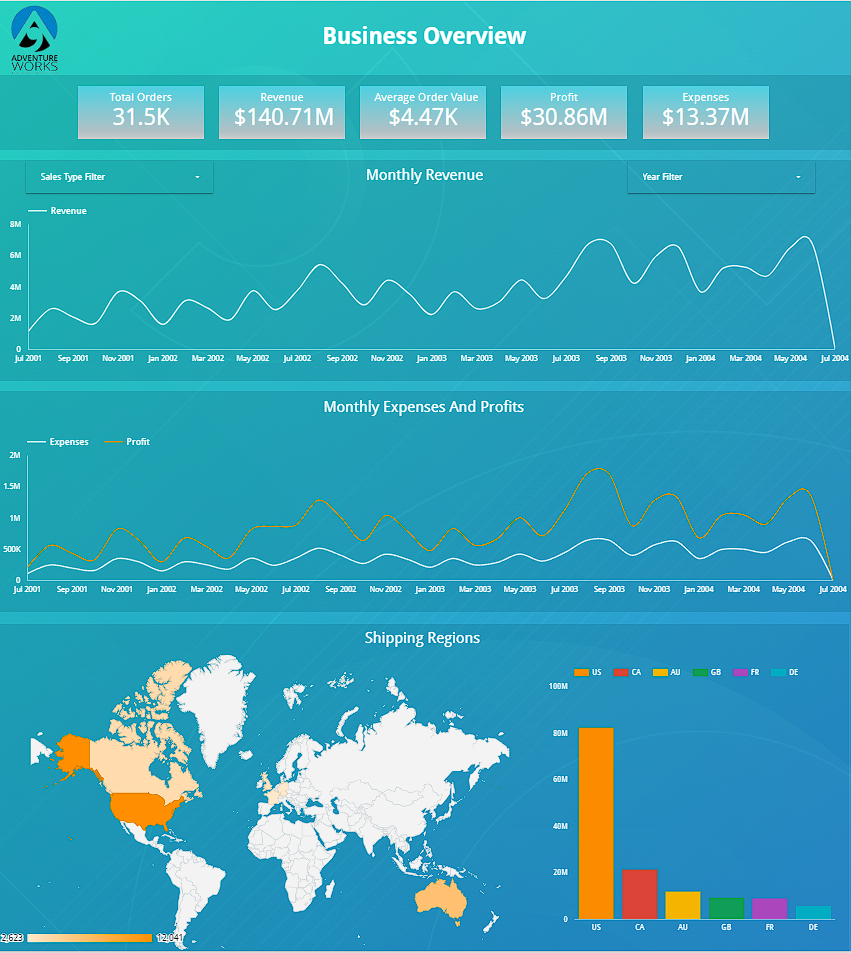 ADVENTURE
WORKS
Business Overview
Total Orders
31.5K
Revenue
$140.71M
Average Order Value
$4.47K
Profit
$30.86M
Expenses
$13.37M
Sales Type Filter
Monthly Revenue
Year Filter
Revenue
8M
6M
4M
2M
0
Jul 2001 Sep 2001 Nov 2001 Jan 2002 Mar 2002 May 2002 Jul 2002 Sep 2002 Nov 2002 Jan 2003 Mar 2003 May 2003 Jul 2003 Sep 2003 Nov 2003 Jan 2004 Mar 2004 May 2004 Jul 2004
Monthly Expenses And Profits
Expenses Profit
2M
1.5M
1M
500K
0
Jul 2001 Sep 2001 Nov 2001 Jan 2002 Mar 2002 May 2002 Jul 2002 Sep 2002 Nov 2002 Jan 2003 Mar 2003 May 2003 Jul 2003 Sep 2003 Nov 2003 Jan 2004 Mar 2004 May 2004 Jul 2004
Shipping Regions
2,623 12,041
US CA AU GB FR DE
100M
80M
60M
40M
20M
0
US CA AU GB FR DE